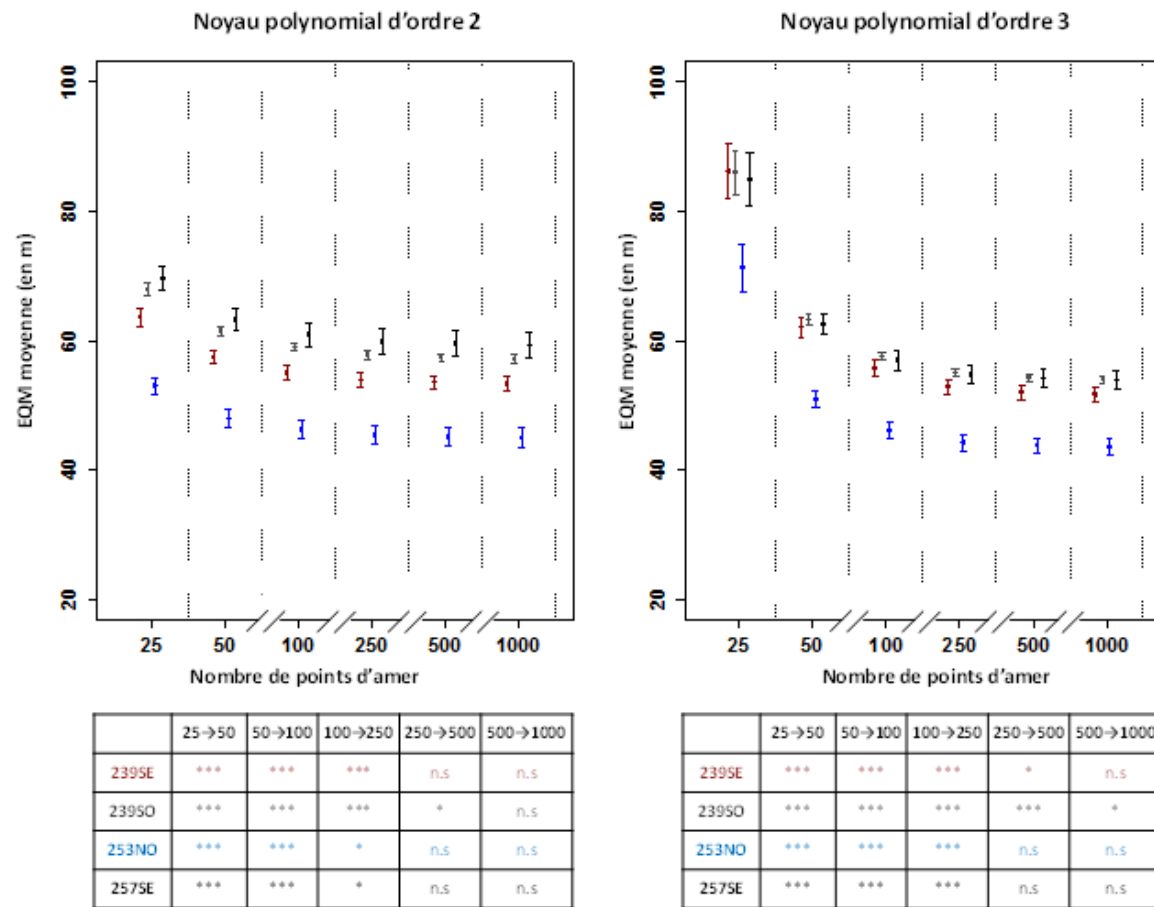 Noyau polynomial d'ordre 2
EQM moyenne (en m)
100
80
60
40
20
25 50 100 250 500 1000
Nombre de points d'amer
25→50 50→100 100→250 250→500 500→1000
239SE *** *** *** n.s n.s
239SO *** *** *** * n.s
253NO *** *** * n.s n.s
257SE *** *** * n.s n.s
Noyau polynomial d'ordre 3
EQM moyenne (en m)
100
80
60
40
20
25 50 100 250 500 1000
Nombre de points d'amer
25→50 50→100 100→250 250→500 500→1000
239SE *** *** *** * n.s
239SO *** *** *** *** *
253NO *** *** *** n.s n.s
257SE *** *** *** n.s n.s